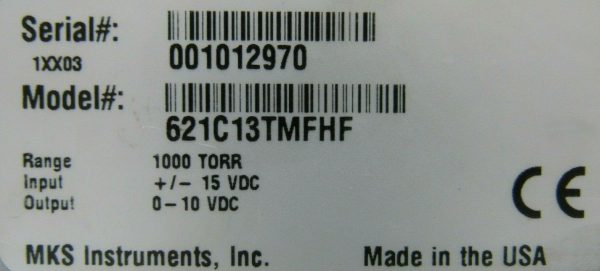 Serial#:
1XX03 001012970
Model#:
621C13TMFHF
Range 1000 TORR
Input +/- 15 VDC
Output 0-10 VDC
CE
MKS Instruments, Inc. Made in the USA